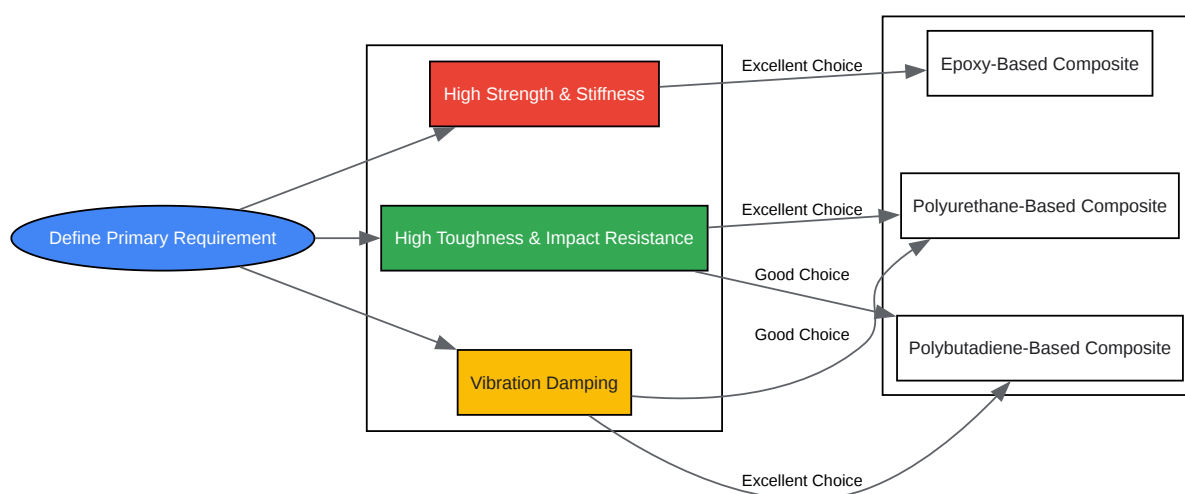 Define Primary Requirement
High Strength & Stiffness
High Toughness & Impact Resistance
Vibration Damping
Excellent Choice
Excellent Choice
Good Choice
Good Choice
Excellent Choice
Epoxy-Based Composite
Polyurethane-Based Composite
Polybutadiene-Based Composite